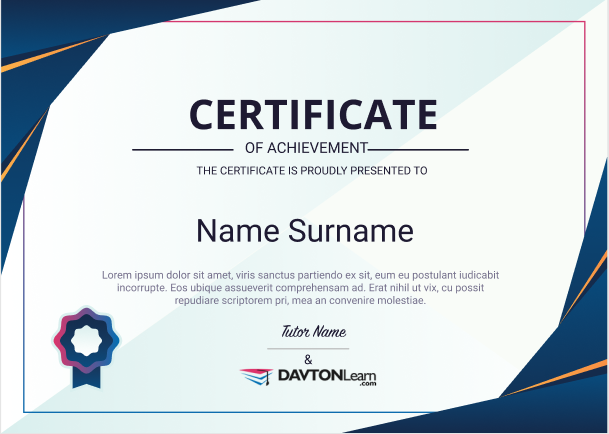 CERTIFICATE
OF ACHIEVEMENT
THE CERTIFICATE IS PROUDLY PRESENTED TO
Name Surname
Lorem ipsum dolor sit amet, viris sanctus partiendo ex sit, eum eu postulant iudicabit
incorrupte. Eos ubique assueverit comprehensam ad. Erat nihil ut vix, cu possit
repudiare scriptorem pri, mea an convenire molestiae.
Tutor Name
&
DAVTONLearn
.com